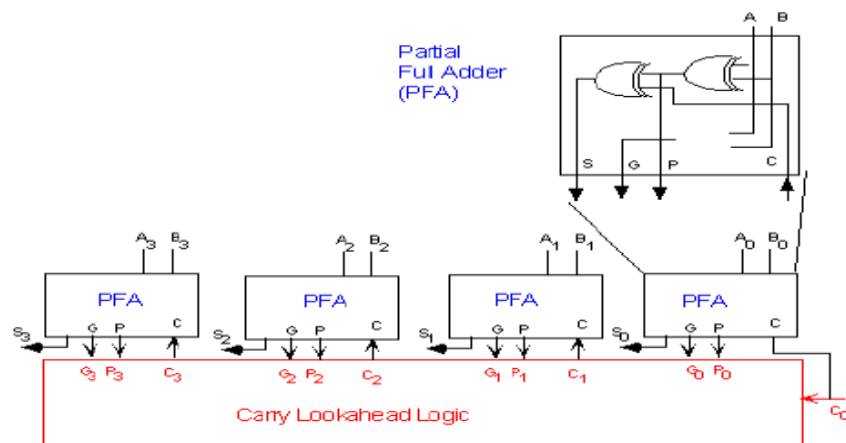 A B
Partial
Full Adder
(PFA)
S G P C
A3 B3 A2 B2 A1 B1 A0 B0
PFA PFA PFA PFA
S3 G P C S2 G P C S1 G P C S0 G P C
G3 P3 C3 G2 P2 C2 G1 P1 C1 G0 P0 C0
Carry Lookahead Logic